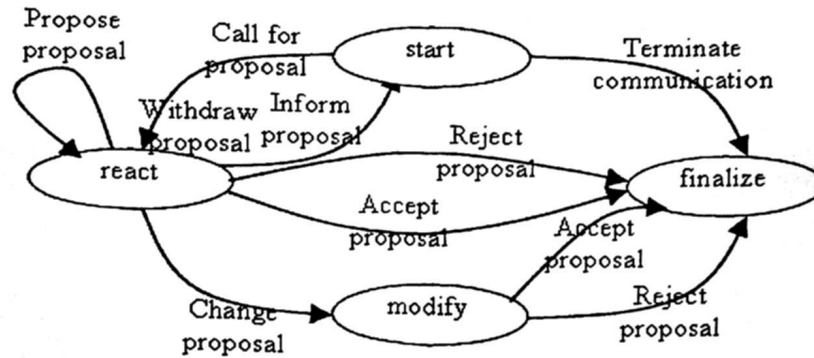 Propose
proposal
Call for
proposal
start
Terminate
communication
Withdraw
proposal
Inform
proposal
react
Reject
proposal
finalize
Accept
proposal
Accept
proposal
Change
proposal
modify
Reject
proposal